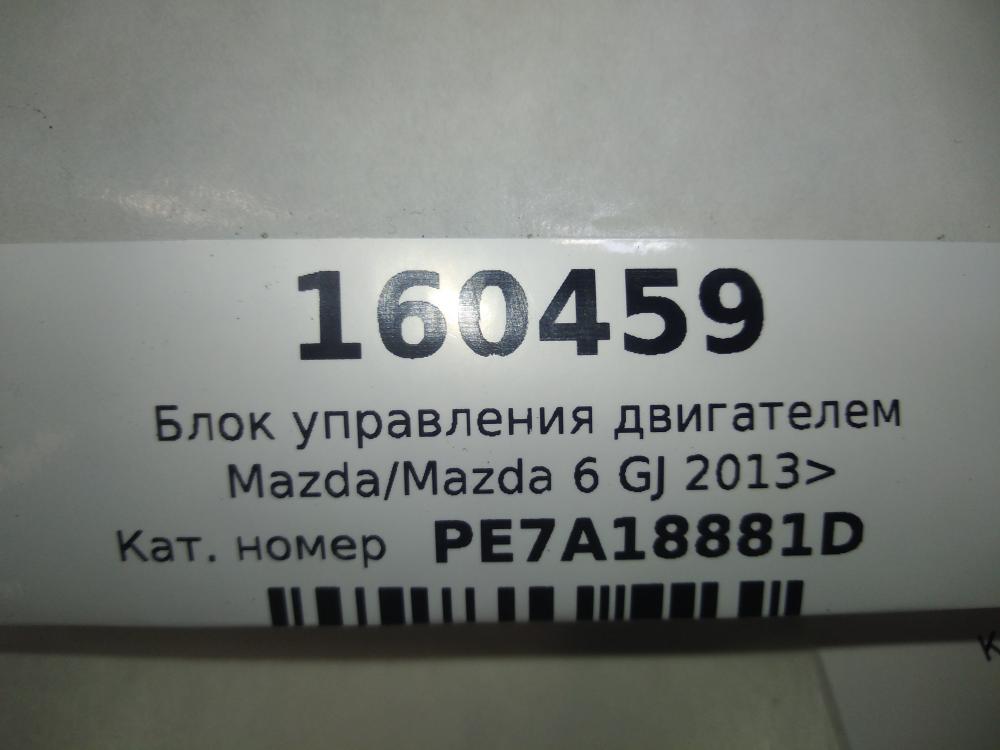 160459
Блок управления двигателем
Mazda/Mazda 6 GJ 2013>
Кат. номер PE7A18881D